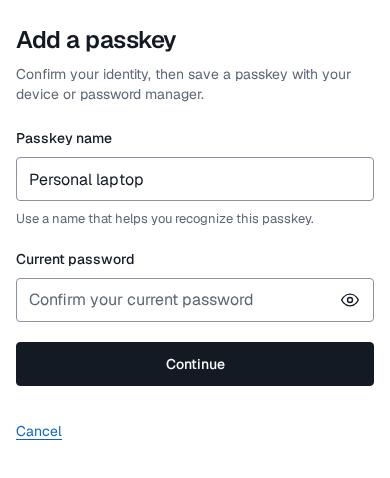 Add a passkey
Confirm your identity, then save a passkey with your
device or password manager.
Passkey name
Personal laptop
Use a name that helps you recognize this passkey.
Current password
Confirm your current password
Continue
Cancel